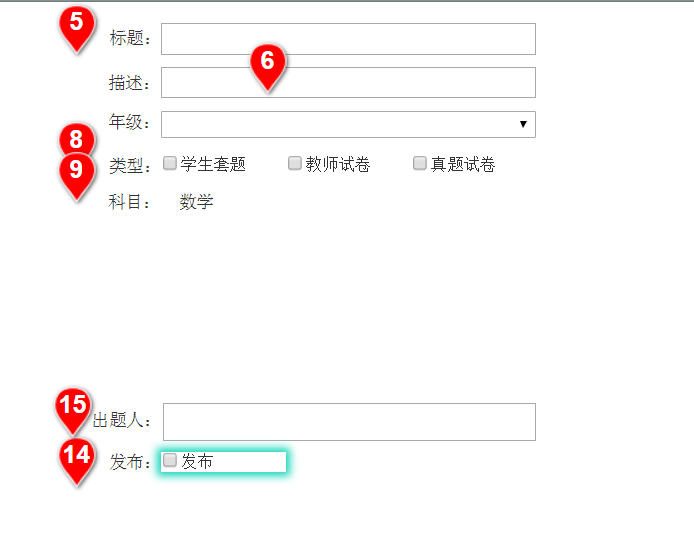 5 标题：
6
描述：
年级： ▼
8
9 类型： 学生套题 教师试卷 真题试卷
科目： 数学
15 出题人：
14 发布： 发布